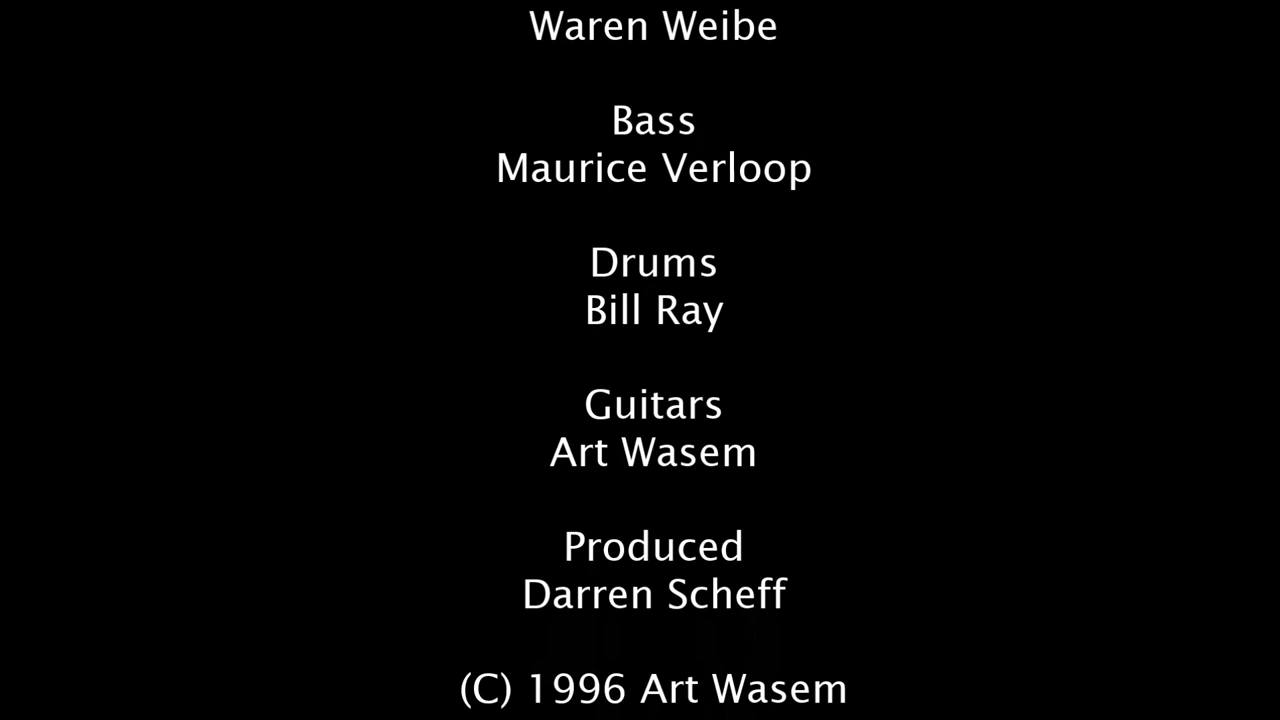 Waren Weibe
Bass
Maurice Verloop
Drums
Bill Ray
Guitars
Art Wasem
Produced
Darren Scheff
(C) 1996 Art Wasem